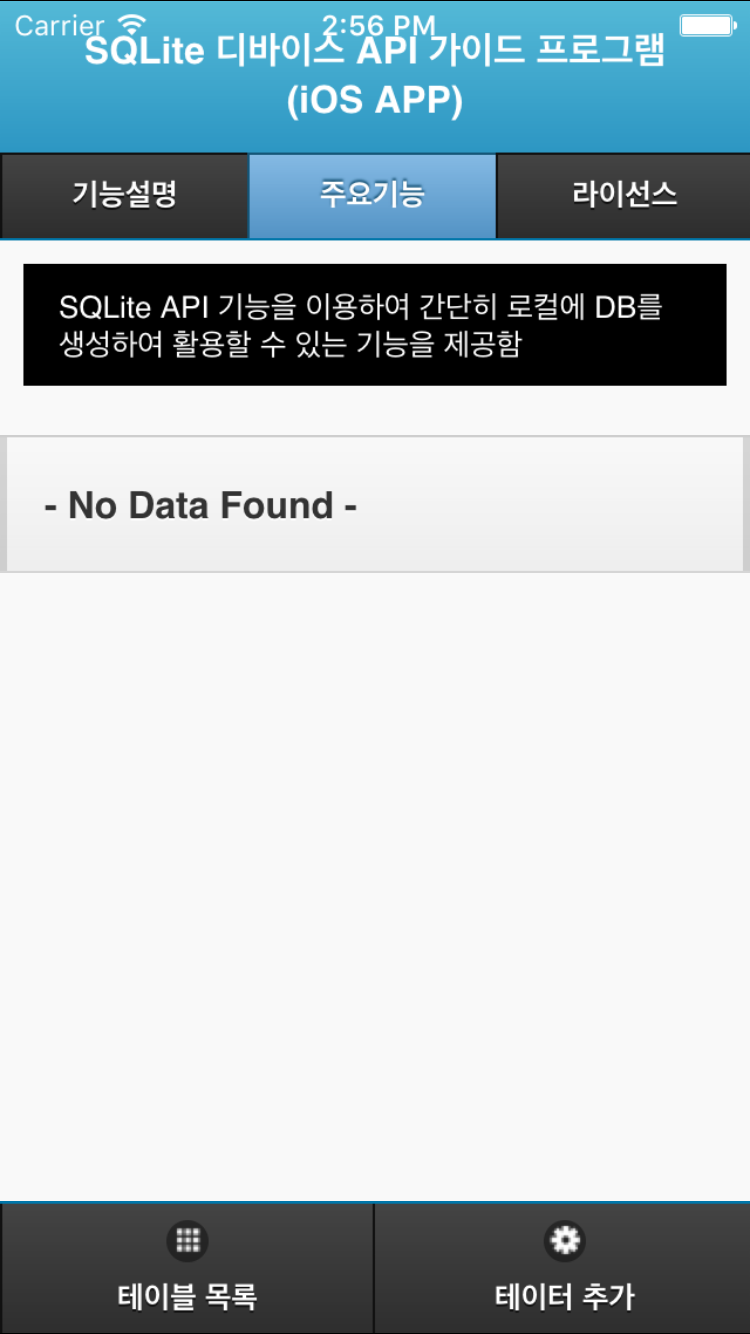 Carrier 2:56 PM
SQLite 디바이스 API 가이드 프로그램
(iOS APP)
기능설명 주요기능 라이선스
SQLite API 기능을 이용하여 간단히 로컬에 DB를
생성하여 활용할 수 있는 기능을 제공함
- No Data Found -
테이블 목록 테이터 추가